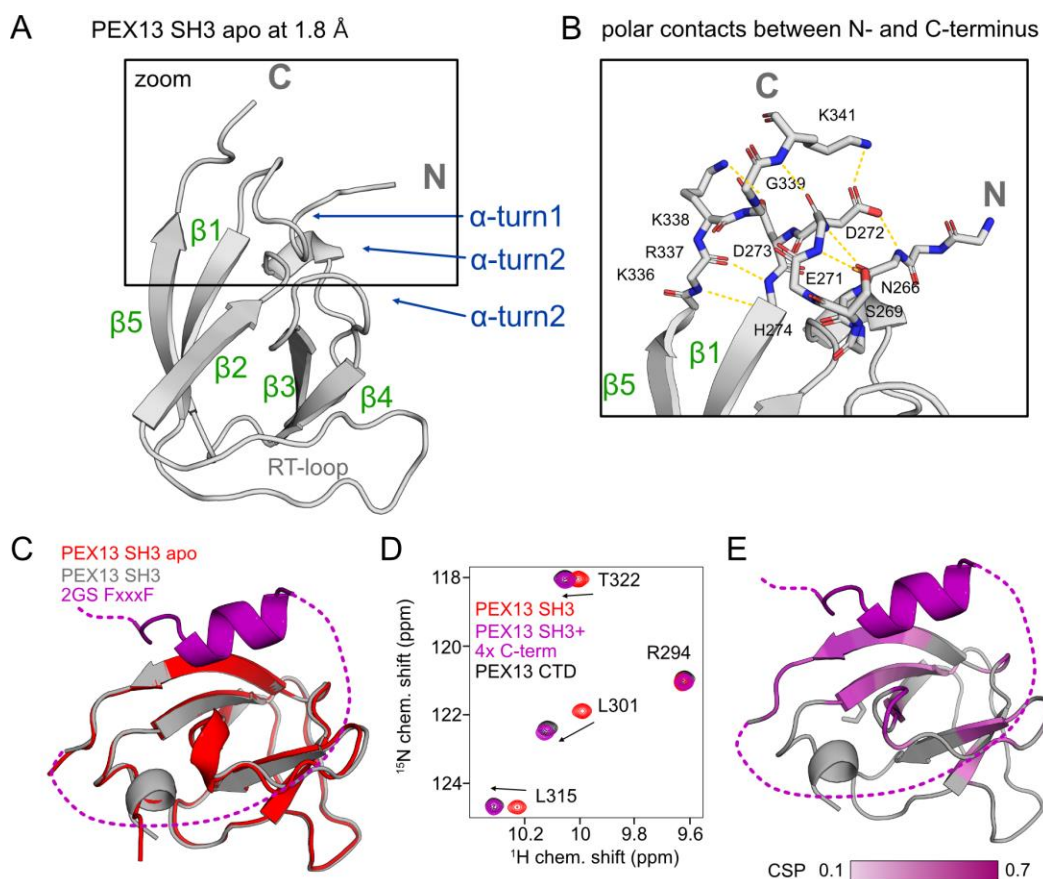 A
PEX13 SH3 apo at 1.8 Å
zoom
C
N
β1
β5
β2
β3
β4
α-turn1
α-turn2
α-turn2
RT-loop
B
polar contacts between N- and C-terminus
C
K341
N
G339
K338
D272
R337
D273
K336
E271
N266
S269
H274
β1
β5
C
PEX13 SH3 apo
PEX13 SH3
2GS FxxxF
D
118
120
122
124
15N chem. shift (ppm)
T322
PEX13 SH3
PEX13 SH3+
4x C-term
PEX13 CTD
R294
L301
L315
10.2 10 9.8 9.6
1H chem. shift (ppm)
E
CSP 0.1 0.7